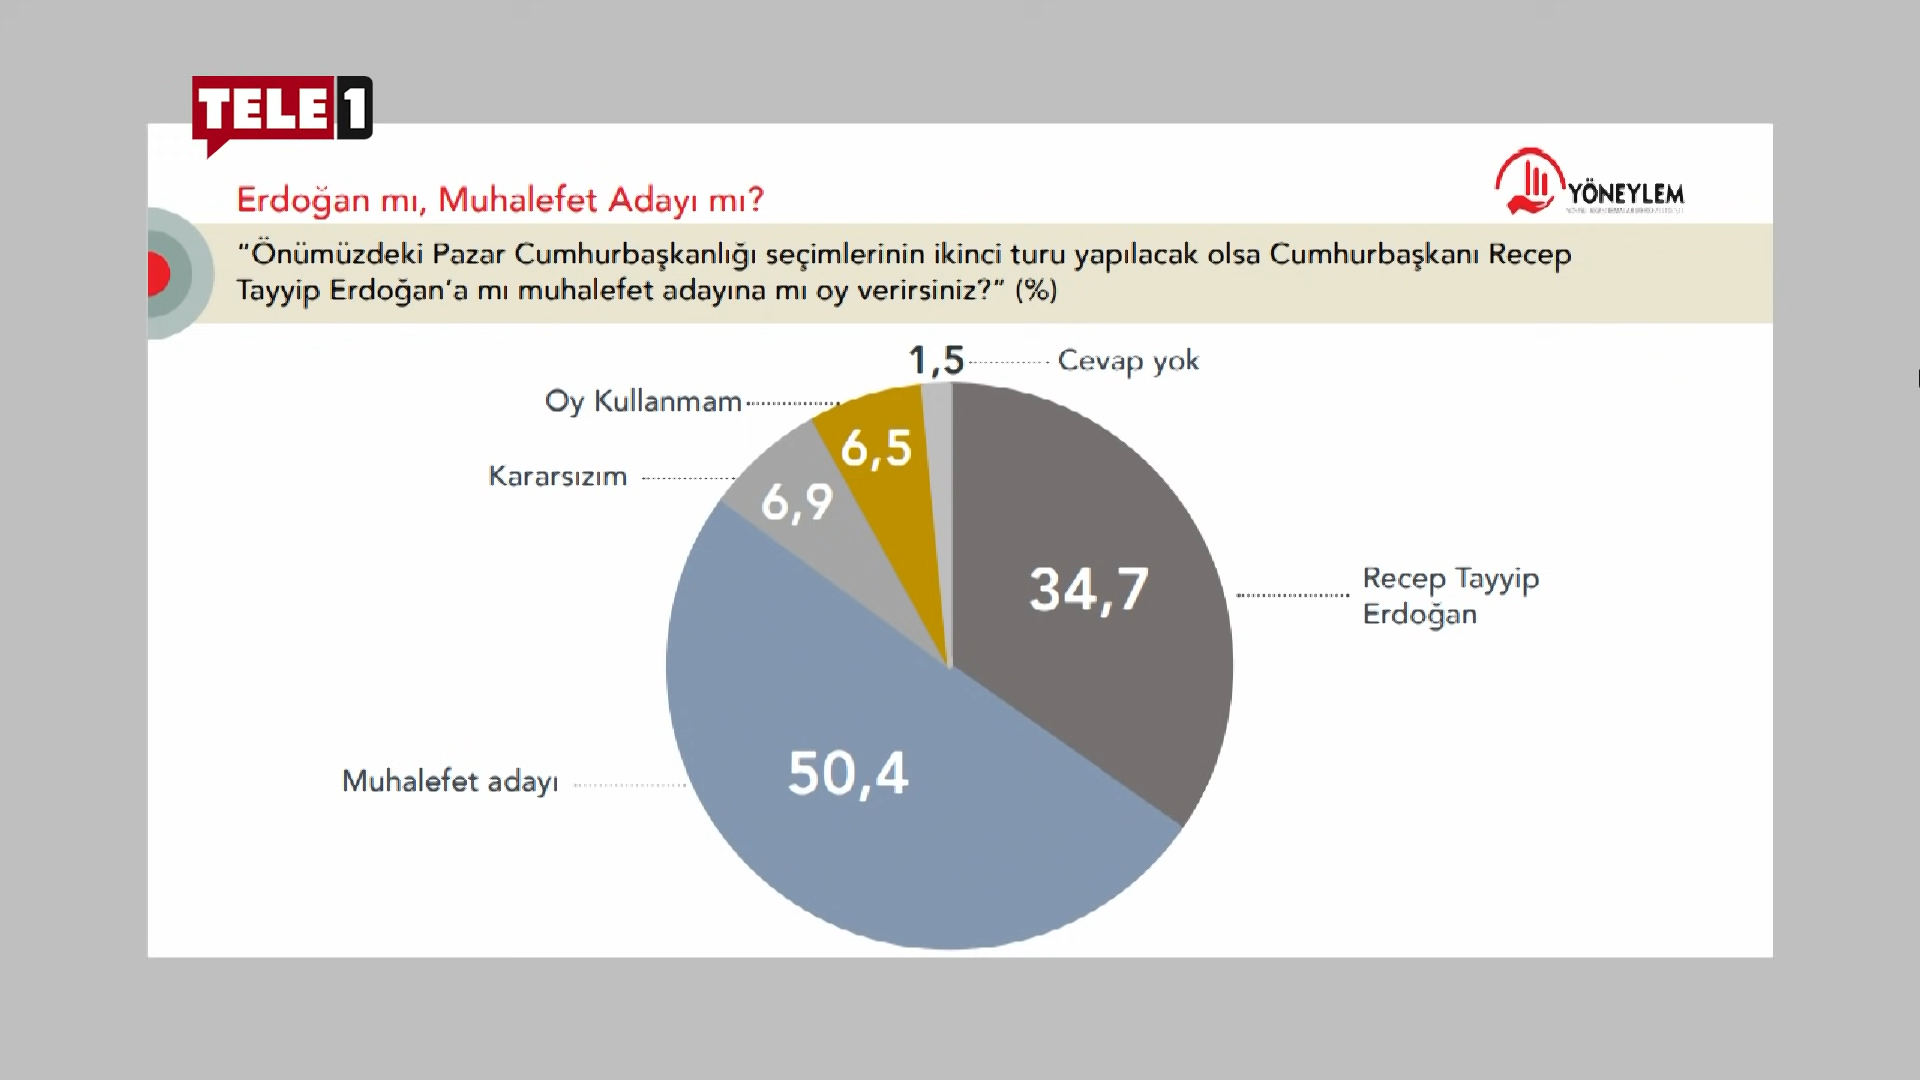 TELE1
YÖNEYLEM
Erdoğan mı, Muhalefet Adayı mı?
“Önümüzdeki Pazar Cumhurbaşkanlığı seçimlerinin ikinci turu yapılacak olsa Cumhurbaşkanı Recep
Tayyip Erdoğan’a mı muhalefet adayına mı oy verirsiniz?” (%)
1,5 Cevap yok
Oy Kullanmam
6,5
Kararsızım
6,9
34,7
Recep Tayyip
Erdoğan
50,4
Muhalefet adayı